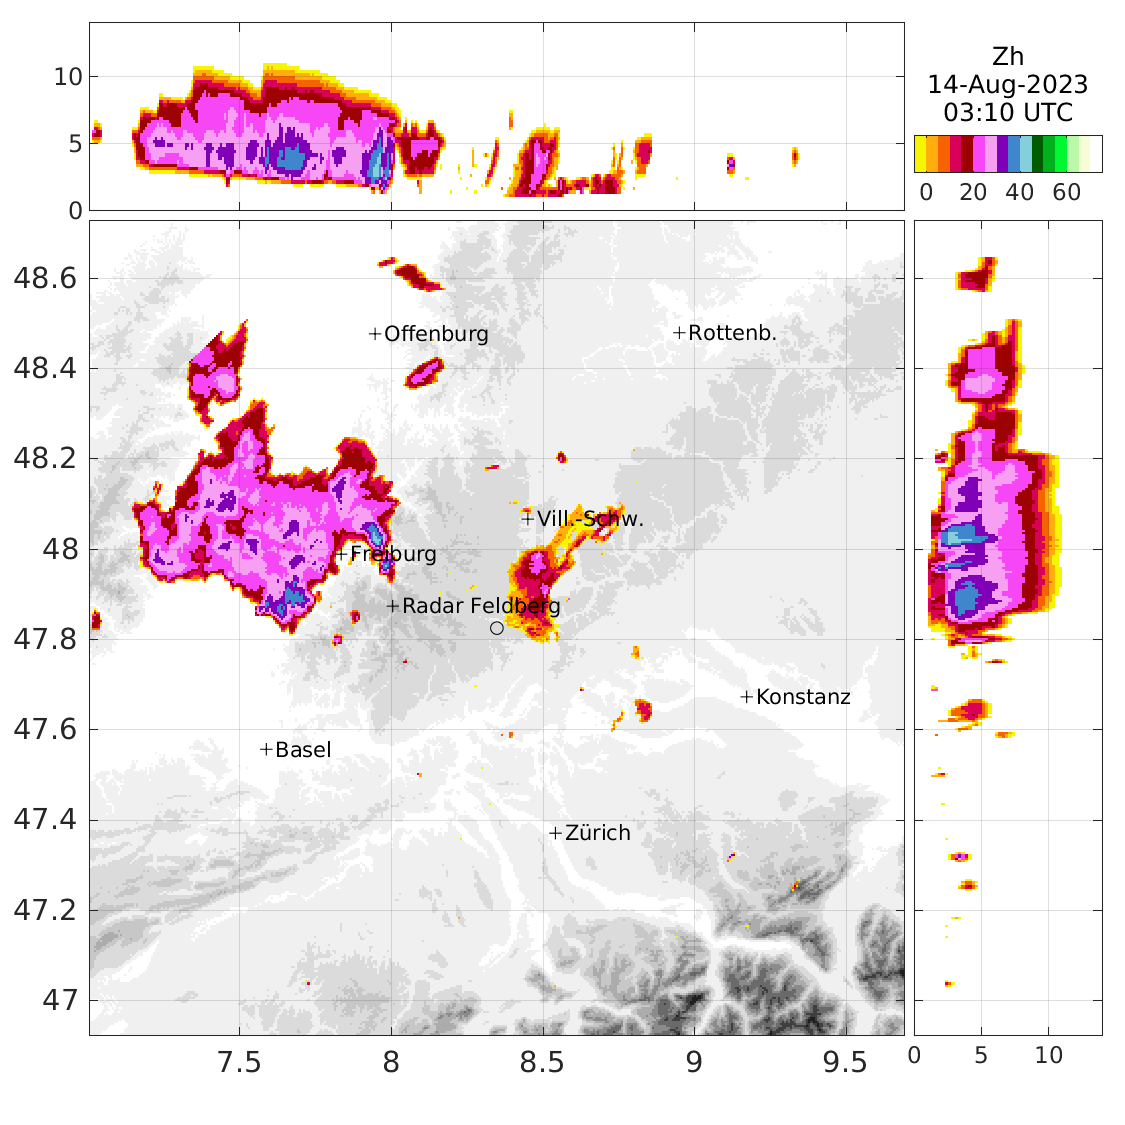 Zh
14-Aug-2023
03:10 UTC
0 20 40 60
10
5
0
48.6
48.4
48.2
48
47.8
47.6
47.4
47.2
47
+Offenburg
+Rottenb.
+Vill.-Schw.
+Freiburg
+Radar Feldberg
+Konstanz
+Basel
+Zürich
7.5 8 8.5 9 9.5
0 5 10